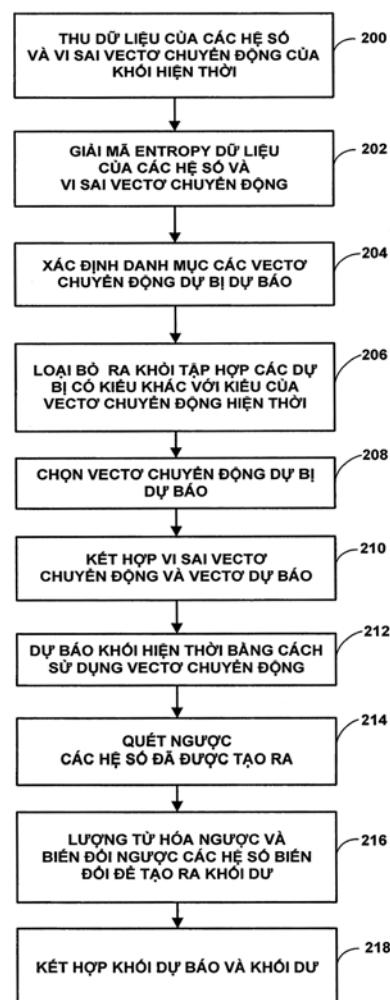 THU DỮ LIỆU CỦA CÁC HỆ SỐ
VÀ VI SAI VECTƠ CHUYỂN ĐỘNG CỦA
KHỐI HIỆN THỜI
200
GIẢI MÃ ENTROPY DỮ LIỆU
CỦA CÁC HỆ SỐ VÀ
VI SAI VECTƠ CHUYỂN ĐỘNG
202
XÁC ĐỊNH DANH MỤC CÁC VECTƠ
CHUYỂN ĐỘNG DỰ BỊ DỰ BÁO
204
LOẠI BỎ RA KHỎI TẬP HỢP CÁC DỰ
BỊ CÓ KIỂU KHÁC VỚI KIỂU CỦA
VECTƠ CHUYỂN ĐỘNG HIỆN THỜI
206
CHỌN VECTƠ CHUYỂN ĐỘNG DỰ BỊ
DỰ BÁO
208
KẾT HỢP VI SAI VECTƠ
CHUYỂN ĐỘNG VÀ VECTƠ DỰ BÁO
210
DỰ BÁO KHỐI HIỆN THỜI BẰNG CÁCH
SỬ DỤNG VECTƠ CHUYỂN ĐỘNG
212
QUÉT NGƯỢC
CÁC HỆ SỐ ĐÃ ĐƯỢC TẠO RA
214
LƯỢNG TỬ HÓA NGƯỢC VÀ
BIẾN ĐỔI NGƯỢC CÁC HỆ SỐ BIẾN
ĐỔI ĐỂ TẠO RA KHỐI DƯ
216
KẾT HỢP KHỐI DỰ BÁO VÀ KHỐI DƯ
218